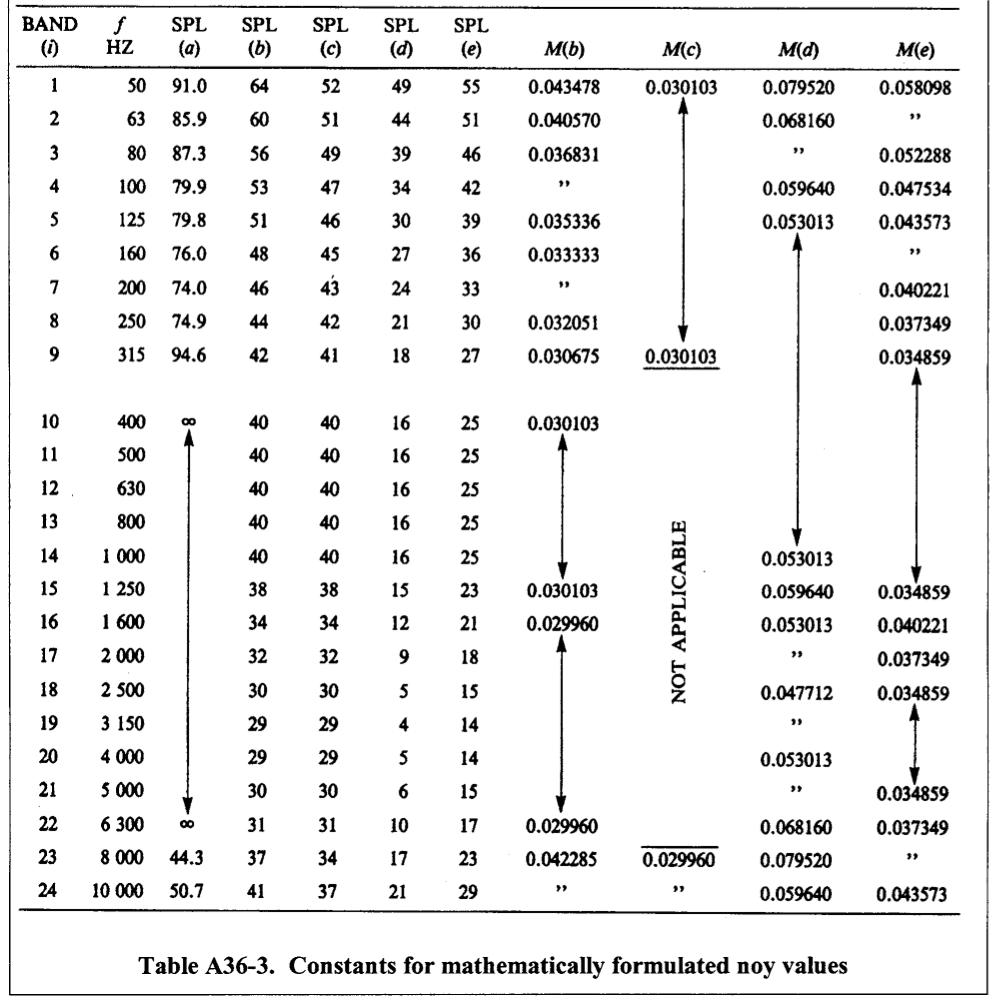 BAND f SPL SPL SPL SPL SPL
(i) HZ (a) (b) (c) (d) (e) M(b) M(c) M(d) M(e)
1 50 91.0 64 52 49 55 0.043478 0.030103 0.079520 0.058098
2 63 85.9 60 51 44 51 0.040570 0.068160 ”
3 80 87.3 56 49 39 46 0.036831 ” 0.052288
4 100 79.9 53 47 34 42 ” 0.059640 0.047534
5 125 79.8 51 46 30 39 0.035336 0.053013 0.043573
6 160 76.0 48 45 27 36 0.033333 ”
7 200 74.0 46 43 24 33 ” 0.040221
8 250 74.9 44 42 21 30 0.032051 0.037349
9 315 94.6 42 41 18 27 0.030675 0.030103 0.034859
10 400 ∞ 40 40 16 25 0.030103
11 500 40 40 16 25
12 630 40 40 16 25
13 800 40 40 16 25
14 1 000 40 40 16 25 0.053013
15 1 250 38 38 15 23 0.030103 0.059640 0.034859
16 1 600 34 34 12 21 0.029960 0.053013 0.040221
17 2 000 32 32 9 18 ” 0.037349
18 2 500 30 30 5 15 0.047712 0.034859
19 3 150 29 29 4 14 ”
20 4 000 29 29 5 14 0.053013
21 5 000 30 30 6 15 ” 0.034859
22 6 300 ∞ 31 31 10 17 0.029960 0.068160 0.037349
23 8 000 44.3 37 34 17 23 0.042285 0.029960 0.079520 ”
24 10 000 50.7 41 37 21 29 ” ” 0.059640 0.043573
NOT APPLICABLE
Table A36-3. Constants for mathematically formulated noy values